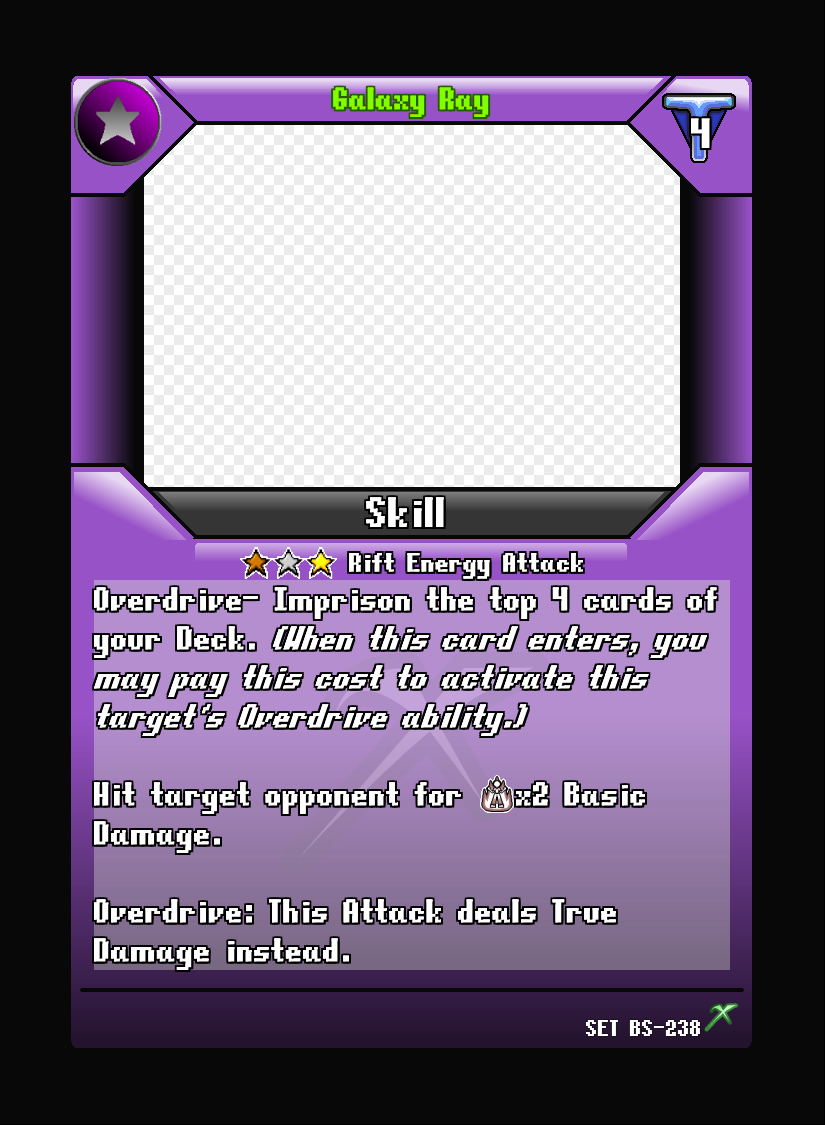 Galaxy Ray
4
Skill
Rift Energy Attack
Overdrive- Imprison the top 4 cards of
your Deck. (When this card enters, you
may pay this cost to activate this
target's Overdrive ability.)
Hit target opponent for x2 Basic
Damage.
Overdrive: This Attack deals True
Damage instead.
SET BS-238